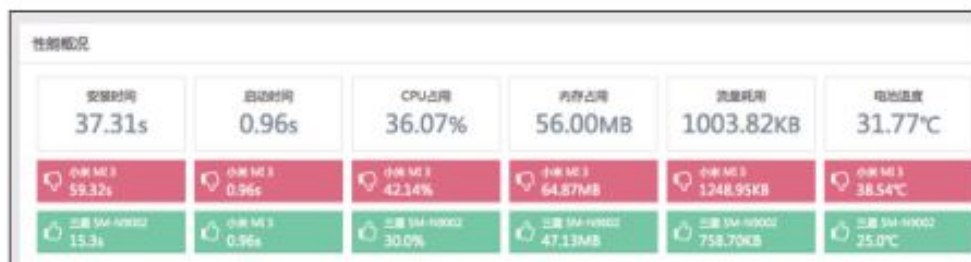 性能概况
安装时间 启动时间 CPU占用 内存占用 流量耗用 电池温度
37.31s 0.96s 36.07% 56.00MB 1003.82KB 31.77℃
小米 MI 3 小米 MI 3 小米 MI 3 小米 MI 3 小米 MI 3 小米 MI 3
59.32s 0.96s 42.14% 64.87MB 1248.95KB 38.54℃
三星 SM-N9002 小米 MI 3 三星 SM-N9002 三星 SM-N9002 三星 SM-N9002 三星 SM-N9002
15.3s 0.96s 30.0% 47.13MB 758.70KB 25.0℃